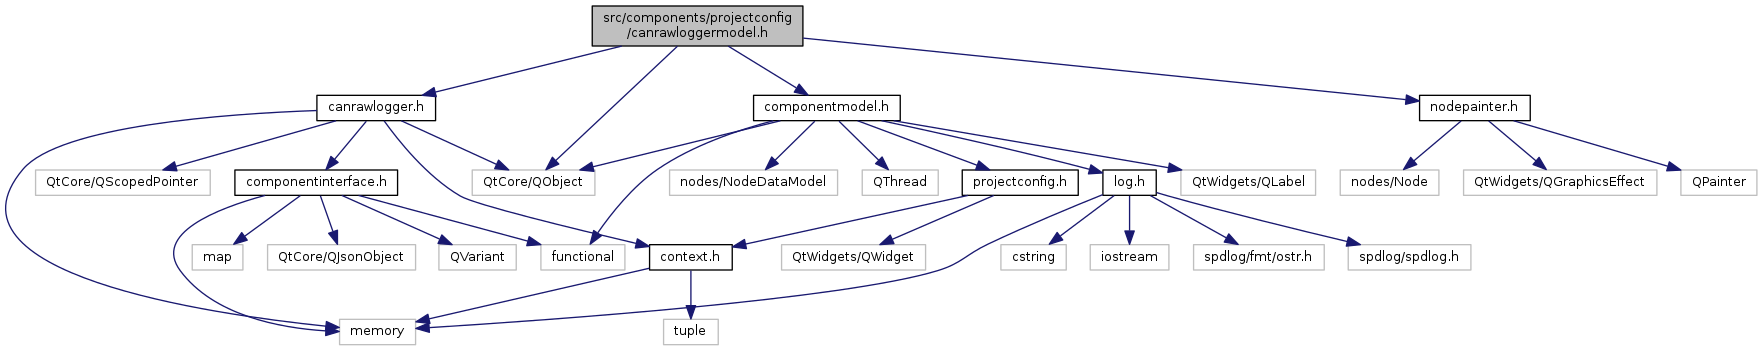 src/components/projectconfig
/canrawloggermodel.h
canrawlogger.h
componentmodel.h
nodepainter.h
QtCore/QScopedPointer
componentinterface.h
QtCore/QObject
nodes/NodeDataModel
QThread
projectconfig.h
log.h
QtWidgets/QLabel
nodes/Node
QtWidgets/QGraphicsEffect
QPainter
map
QtCore/QJsonObject
QVariant
functional
context.h
QtWidgets/QWidget
cstring
iostream
spdlog/fmt/ostr.h
spdlog/spdlog.h
memory
tuple